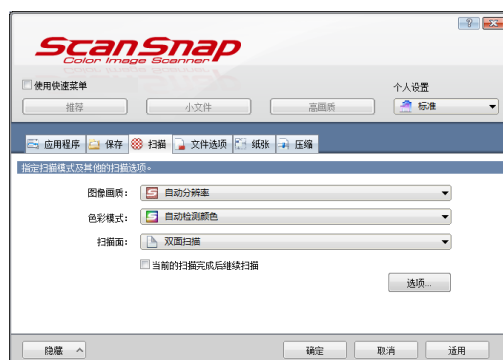 ScanSnap
Color Image Scanner
使用快速菜单
个人设置
推荐 小文件 高画质 标准
应用程序 保存 扫描 文件选项 纸张 压缩
指定扫描模式及其他的扫描选项。
图像画质: 自动分辨率
色彩模式: 自动检测颜色
扫描面: 双面扫描
当前的扫描完成后继续扫描
选项...
隐藏 确定 取消 适用